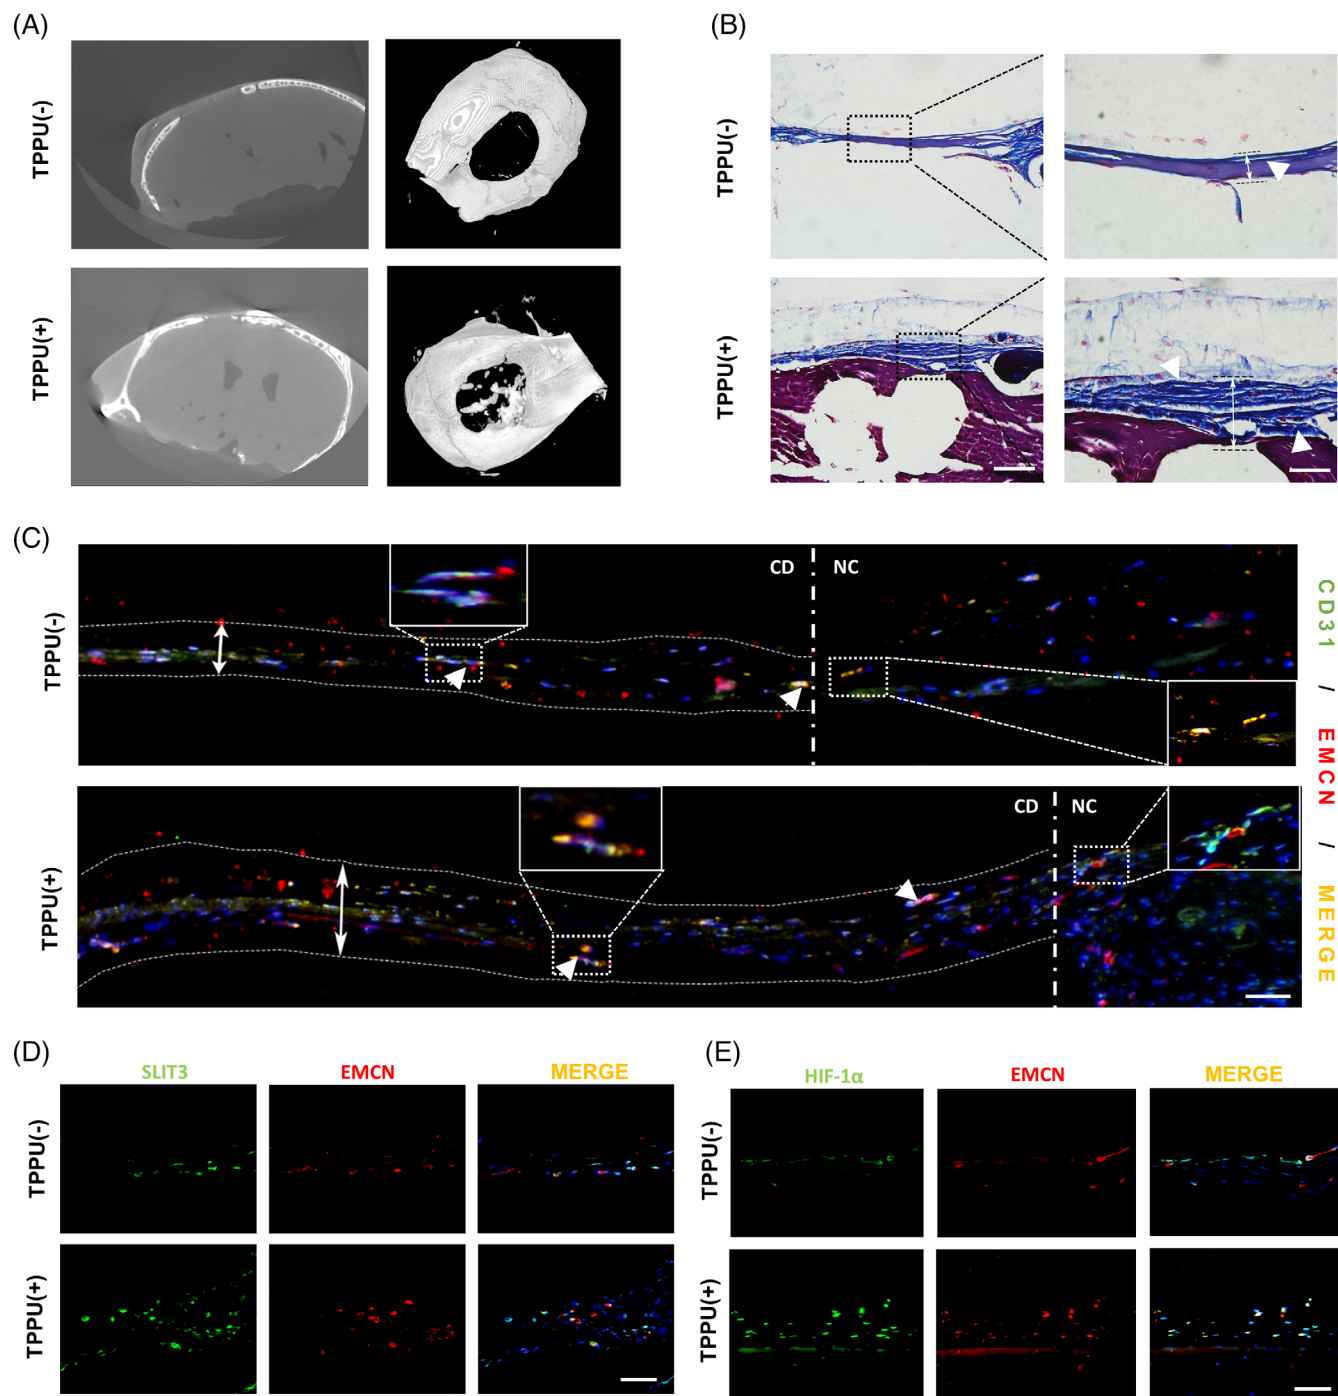 (A)
TPPU(-)
TPPU(+)
(B)
TPPU(-)
TPPU(+)
(C)
TPPU(-)
CD
NC
TPPU(+)
CD
NC
CD31 / EMCN / MERGE
(D)
SLIT3
EMCN
MERGE
TPPU(-)
TPPU(+)
(E)
HIF-1α
EMCN
MERGE
TPPU(-)
TPPU(+)